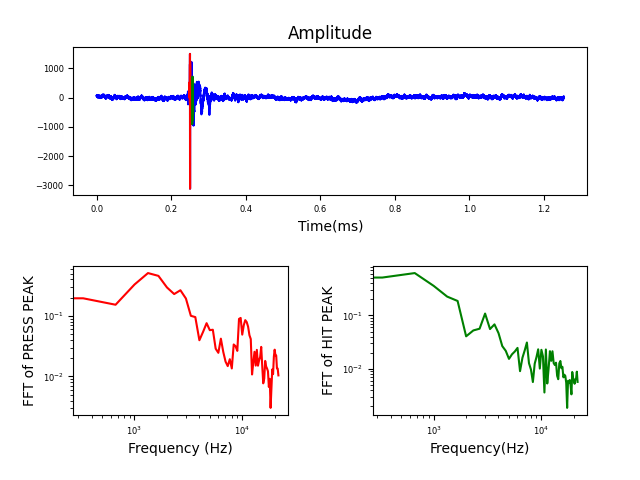 Amplitude
1000
0
−1000
−2000
−3000
0.0 0.2 0.4 0.6 0.8 1.0 1.2
Time(ms)
FFT of PRESS PEAK
10⁻¹
10⁻²
10³ 10⁴
Frequency (Hz)
FFT of HIT PEAK
10⁻¹
10⁻²
10³ 10⁴
Frequency(Hz)